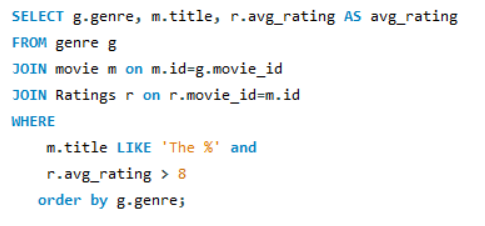 SELECT g.genre, m.title, r.avg_rating AS avg_rating
FROM genre g
JOIN movie m on m.id=g.movie_id
JOIN Ratings r on r.movie_id=m.id
WHERE
    m.title LIKE 'The %' and
    r.avg_rating > 8
   order by g.genre;